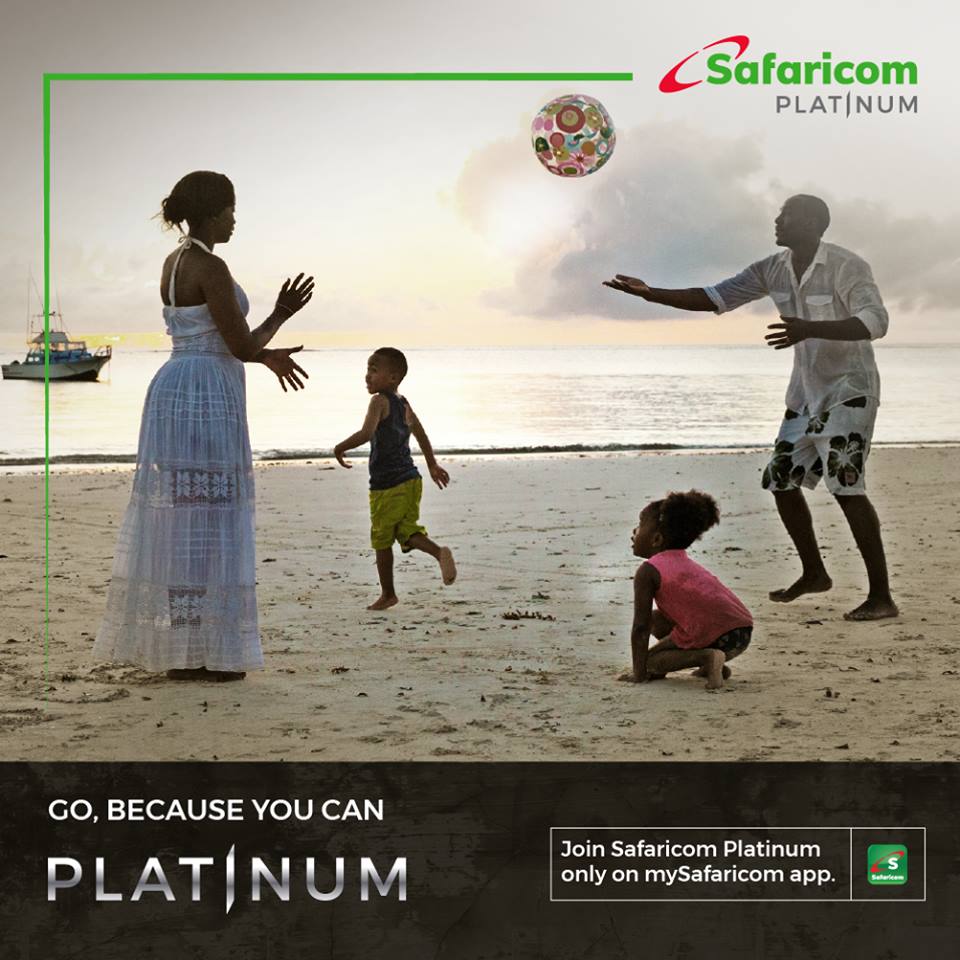 Safaricom
PLATINUM
GO, BECAUSE YOU CAN
PLATINUM
Join Safaricom Platinum
only on mySafaricom app.
S
Safaricom